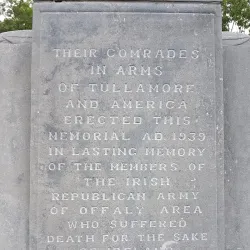 THEIR COMRADES
IN ARMS
OF TULLAMORE
AND AMERICA
ERECTED THIS
MEMORIAL A.D. 1939
IN LASTING MEMORY
OF THE MEMBERS OF
THE IRISH
REPUBLICAN ARMY
OF OFFALY AREA
WHO SUFFERED
DEATH FOR THE SAKE